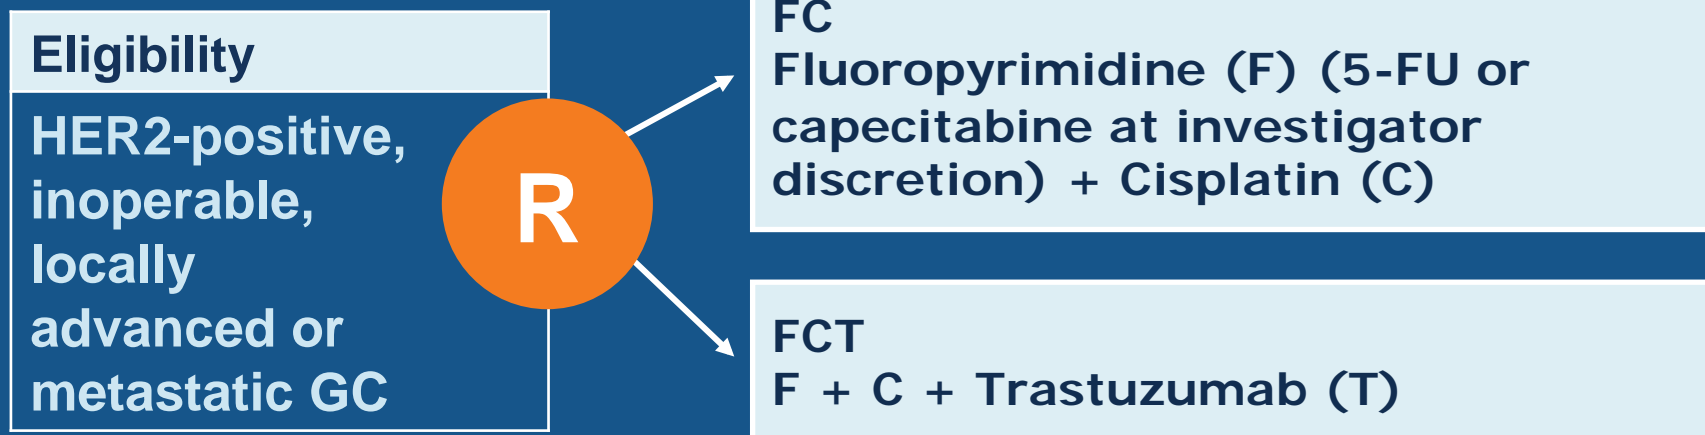 Eligibility
HER2-positive,
inoperable,
locally
advanced or
metastatic GC
R
FC
Fluoropyrimidine (F) (5-FU or
capecitabine at investigator
discretion) + Cisplatin (C)
FCT
F + C + Trastuzumab (T)